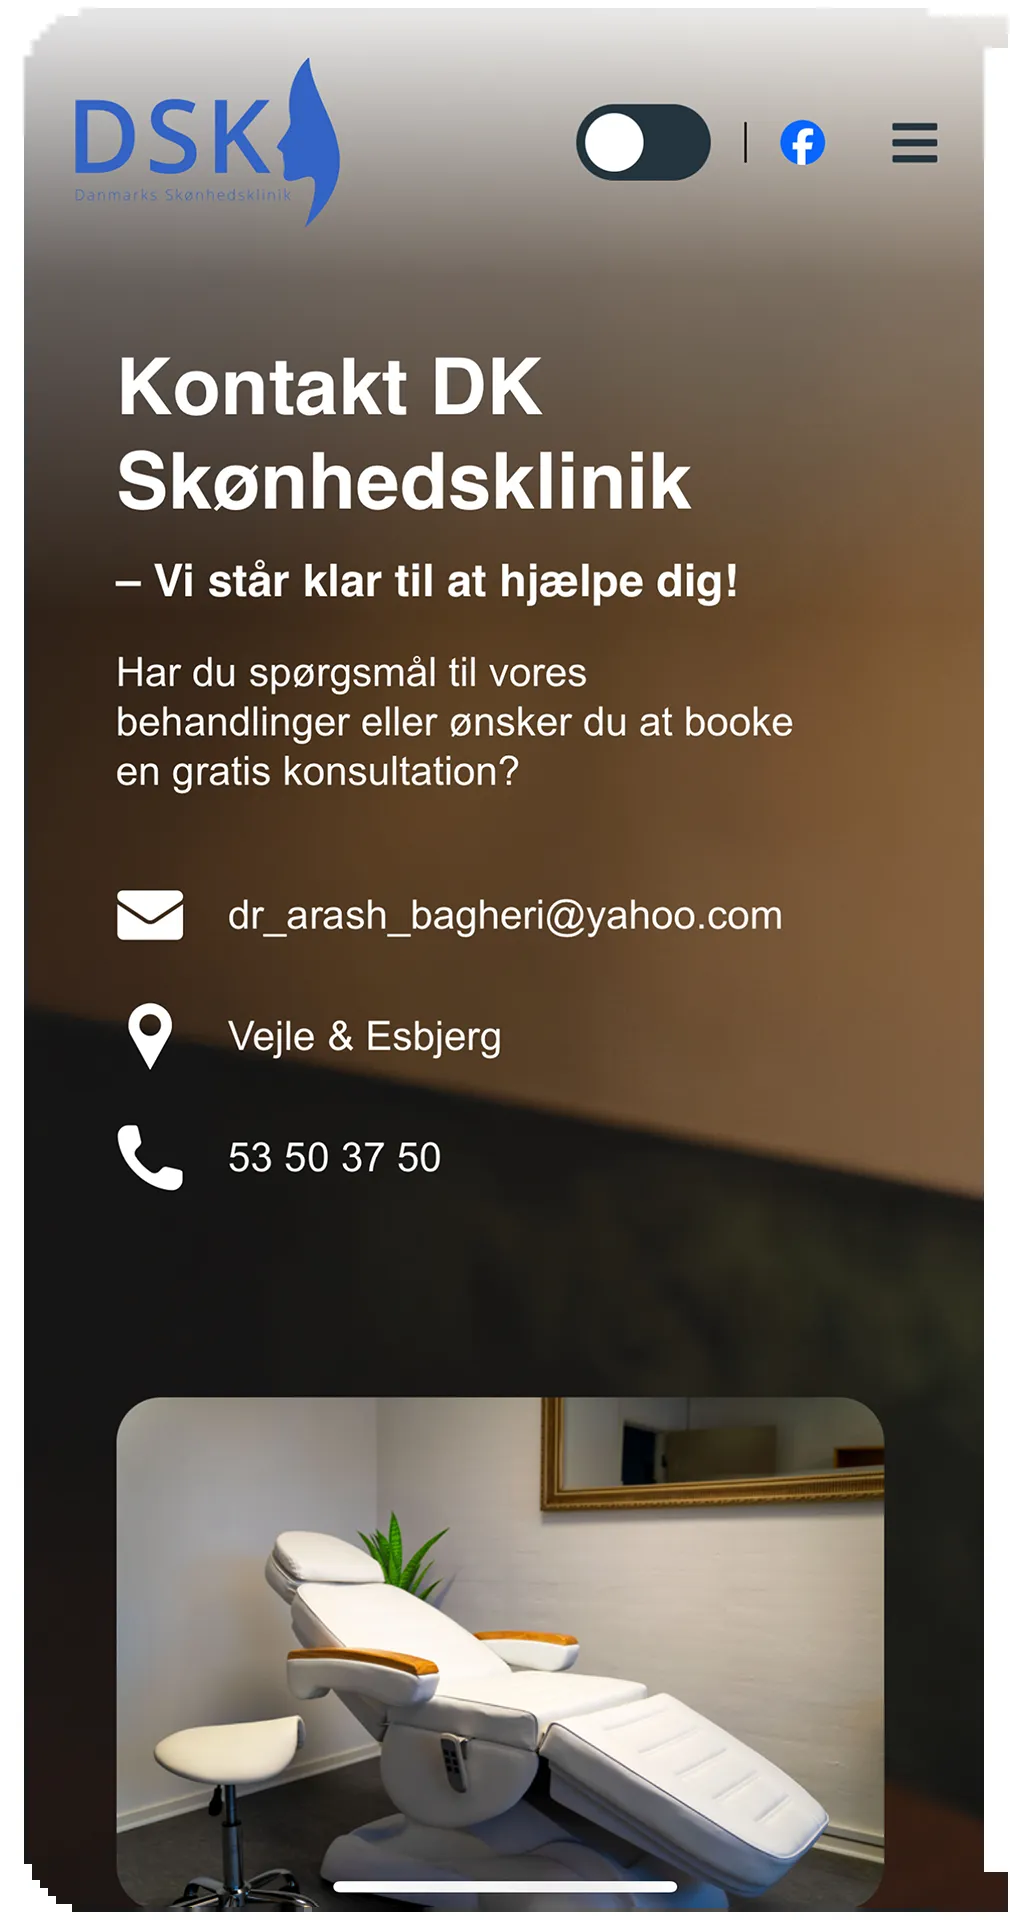 DSK
Danmarks Skønhedsklinik
Kontakt DK
Skønhedsklinik
– Vi står klar til at hjælpe dig!
Har du spørgsmål til vores
behandlinger eller ønsker du at booke
en gratis konsultation?
dr_arash_bagheri@yahoo.com
Vejle & Esbjerg
53 50 37 50